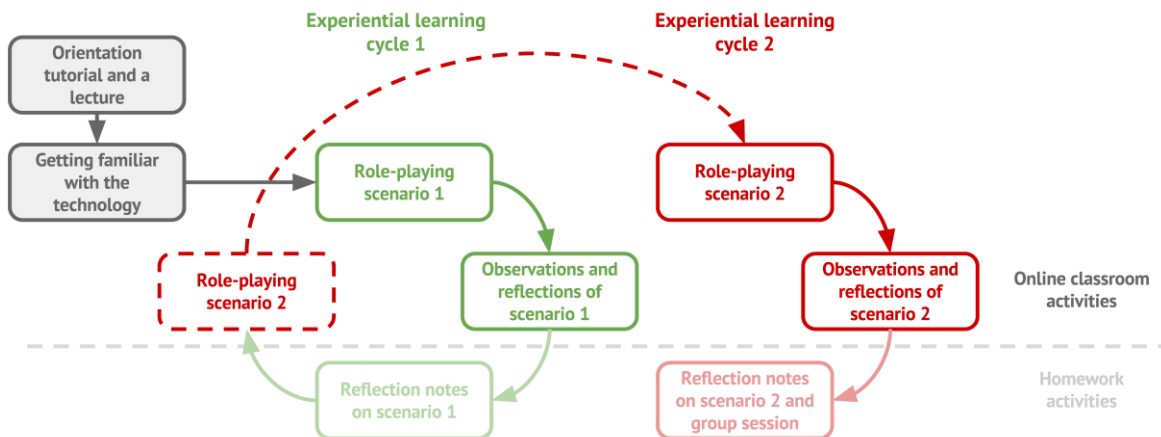 Experiential learning
cycle 1
Experiential learning
cycle 2
Orientation
tutorial and a
lecture
Getting familiar
with the
technology
Role-playing
scenario 1
Role-playing
scenario 2
Role-playing
scenario 2
Observations and
reflections of
scenario 1
Observations and
reflections of
scenario 2
Online classroom
activities
Reflection notes
on scenario 1
Reflection notes
on scenario 2 and
group session
Homework
activities